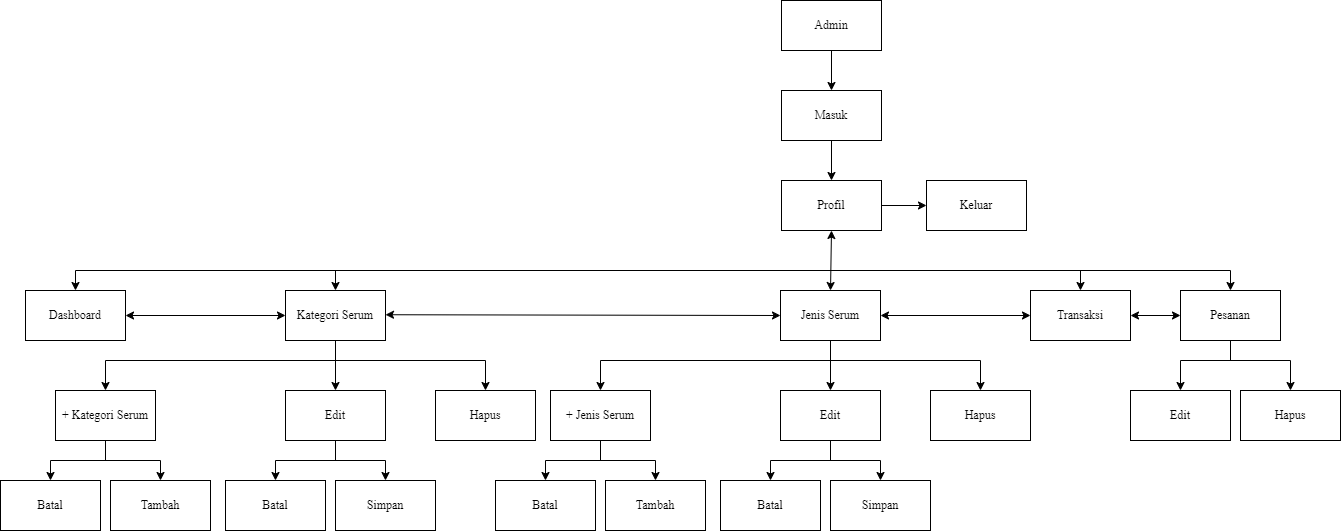 Admin
Masuk
Profil
Keluar
Dashboard
Kategori Serum
Jenis Serum
Transaksi
Pesanan
+ Kategori Serum
Edit
Hapus
+ Jenis Serum
Edit
Hapus
Edit
Hapus
Batal
Tambah
Batal
Simpan
Batal
Tambah
Batal
Simpan